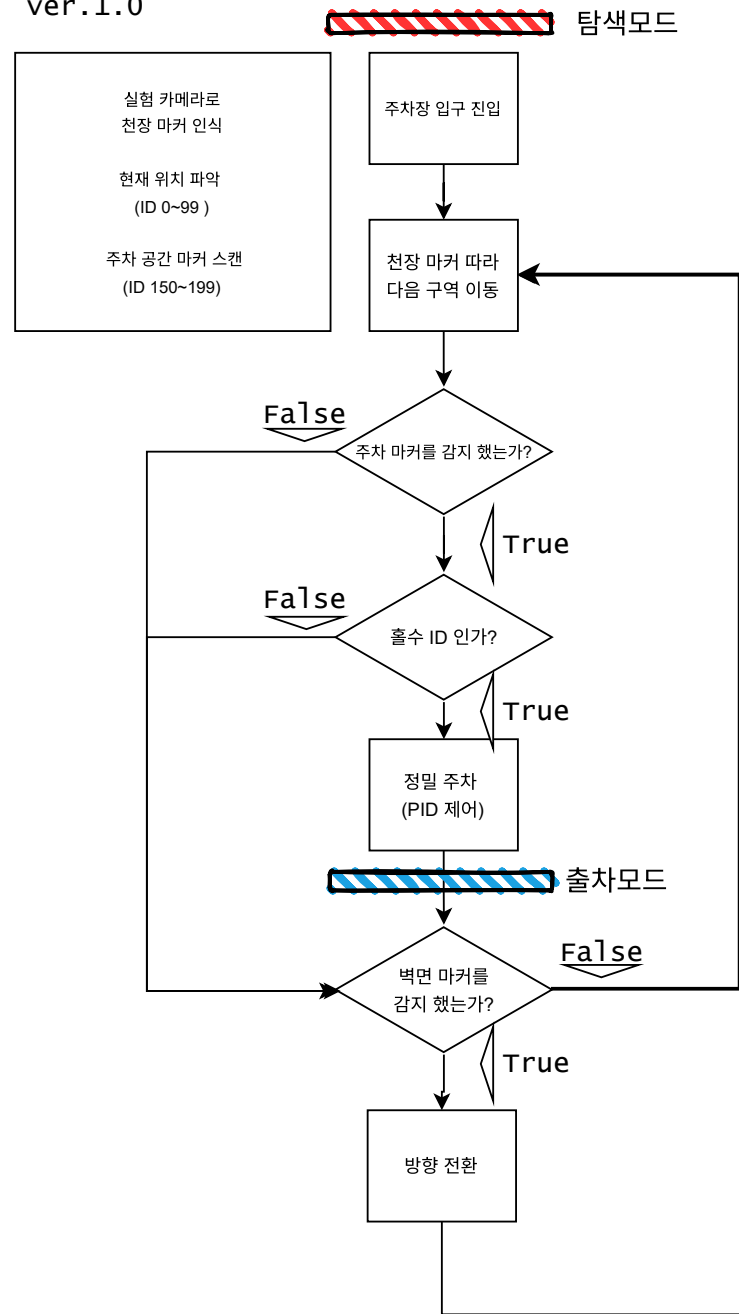 ver.1.0
탐색모드
실험 카메라로
천장 마커 인식
현재 위치 파악
(ID 0~99 )
주차 공간 마커 스캔
(ID 150~199)
주차장 입구 진입
천장 마커 따라
다음 구역 이동
False
주차 마커를 감지 했는가?
True
False
홀수 ID 인가?
True
정밀 주차
(PID 제어)
출차모드
False
벽면 마커를
감지 했는가?
True
방향 전환